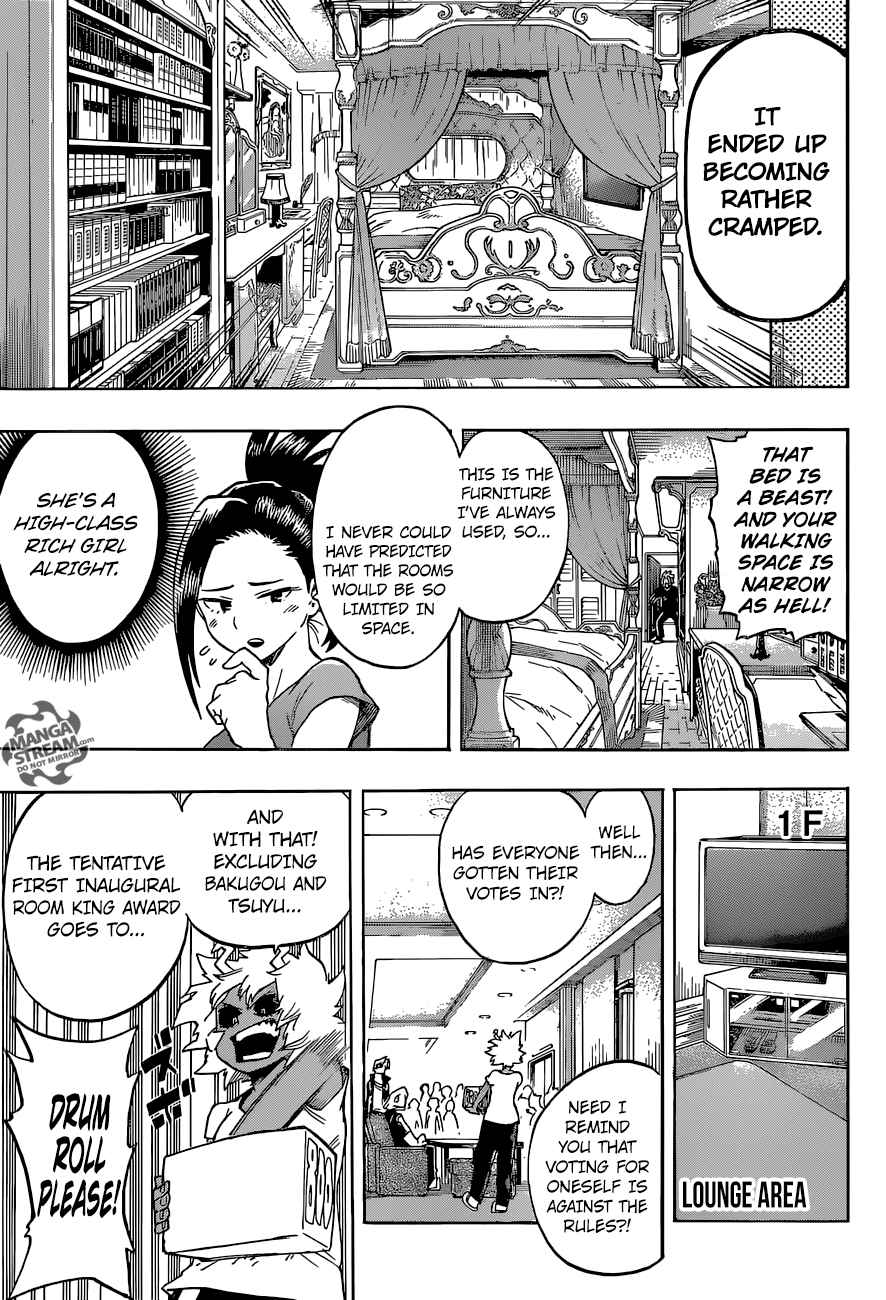 IT
ENDED UP
BECOMING
RATHER
CRAMPED.
THAT
BED IS
A BEAST!
AND YOUR
WALKING
SPACE IS
NARROW
AS HELL!
THIS IS THE
FURNITURE
I'VE ALWAYS
USED, SO...
I NEVER COULD
HAVE PREDICTED
THAT THE ROOMS
WOULD BE SO
LIMITED IN
SPACE.
SHE'S A
HIGH-CLASS
RICH GIRL
ALRIGHT.
MANGA
STREAM.com
DO NOT MIRROR
1F
LOUNGE AREA
WELL
THEN...
HAS EVERYONE
GOTTEN THEIR
VOTES IN?!
NEED I
REMIND
YOU THAT
VOTING FOR
ONESELF IS
AGAINST THE
RULES?!
AND
WITH THAT!
EXCLUDING
BAKUGOU AND
TSUYU...
THE TENTATIVE
FIRST INAUGURAL
ROOM KING AWARD
GOES TO...
ズズ
DRUM
ROLL
PLEASE!